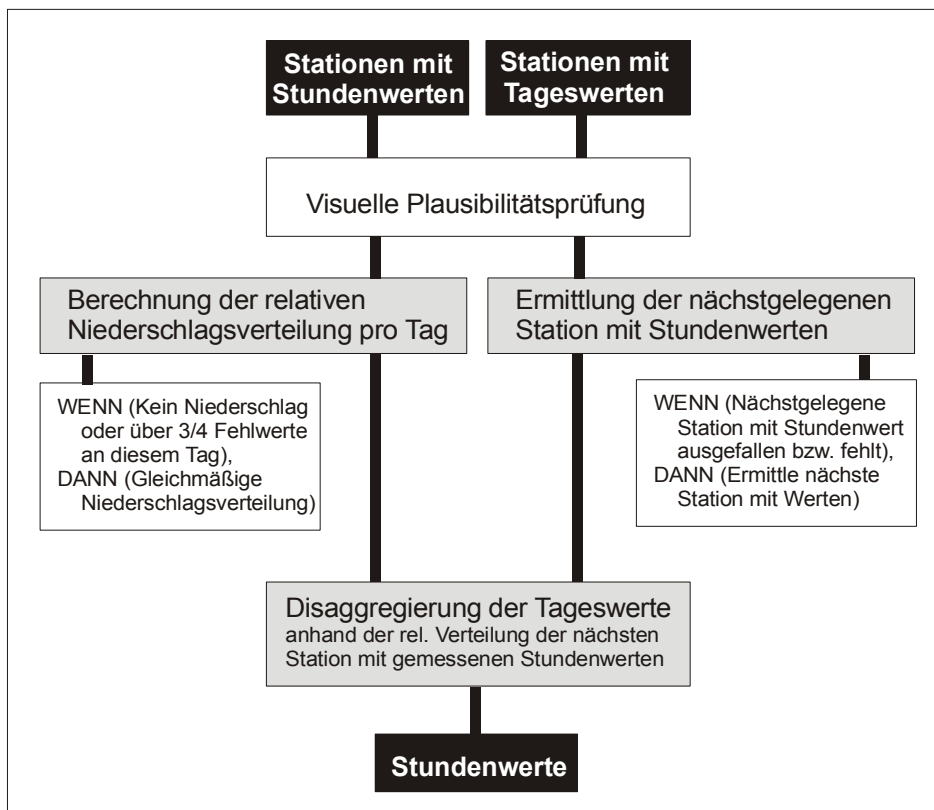 Stationen mit
Stundenwerten
Stationen mit
Tageswerten
Visuelle Plausibilitätsprüfung
Berechnung der relativen
Niederschlagsverteilung pro Tag
Ermittlung der nächstgelegenen
Station mit Stundenwerten
WENN (Kein Niederschlag
oder über 3/4 Fehlwerte
an diesem Tag),
DANN (Gleichmäßige
Niederschlagsverteilung)
WENN (Nächstgelegene
Station mit Stundenwert
ausgefallen bzw. fehlt),
DANN (Ermittle nächste
Station mit Werten)
Disaggregierung der Tageswerte
anhand der rel. Verteilung der nächsten
Station mit gemessenen Stundenwerten
Stundenwerte